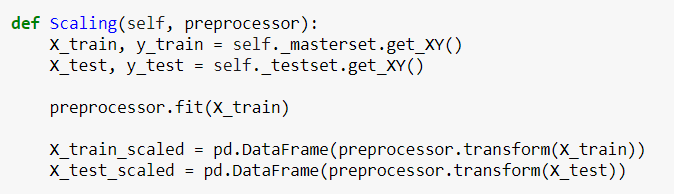 def Scaling(self, preprocessor):
    X_train, y_train = self._masterset.get_XY()
    X_test, y_test = self._testset.get_XY()
    preprocessor.fit(X_train)
    X_train_scaled = pd.DataFrame(preprocessor.transform(X_train))
    X_test_scaled = pd.DataFrame(preprocessor.transform(X_test))